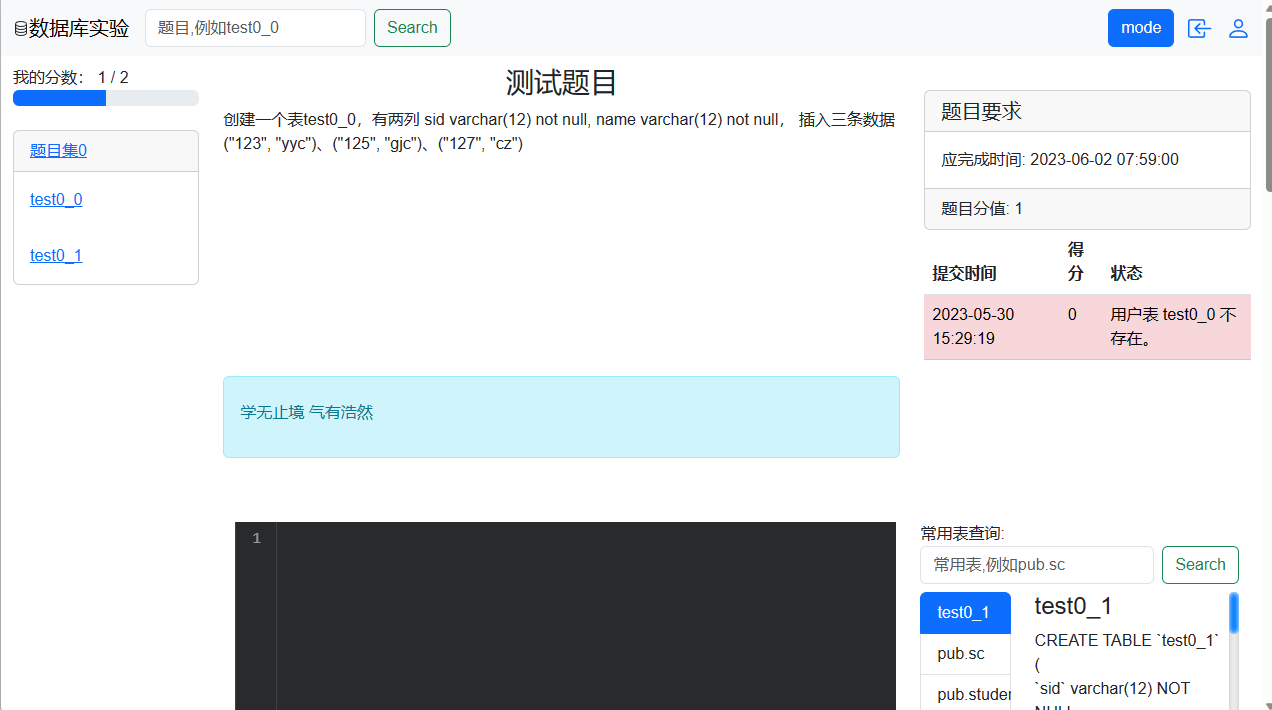 数据库实验
题目,例如test0_0
Search
mode
我的分数： 1 / 2
题目集0
test0_0
test0_1
测试题目
创建一个表test0_0，有两列 sid varchar(12) not null, name varchar(12) not null， 插入三条数据
("123", "yyc")、("125", "gjc")、("127", "cz")
题目要求
应完成时间: 2023-06-02 07:59:00
题目分值: 1
提交时间 得分 状态
2023-05-30 15:29:19 0 用户表 test0_0 不存在。
学无止境 气有浩然
1
常用表查询:
常用表,例如pub.sc
Search
test0_1
pub.sc
pub.studen
test0_1
CREATE TABLE `test0_1`
(
`sid` varchar(12) NOT
NULL